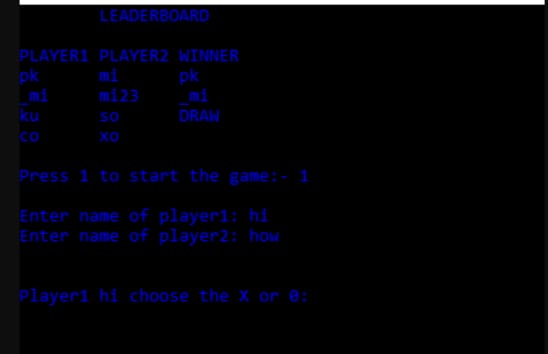 LEADERBOARD
PLAYER1 PLAYER2 WINNER
pk mi pk
_mi mi23 _mi
ku so DRAW
co xo
Press 1 to start the game:- 1
Enter name of player1: hi
Enter name of player2: how
Player1 hi choose the X or 0: